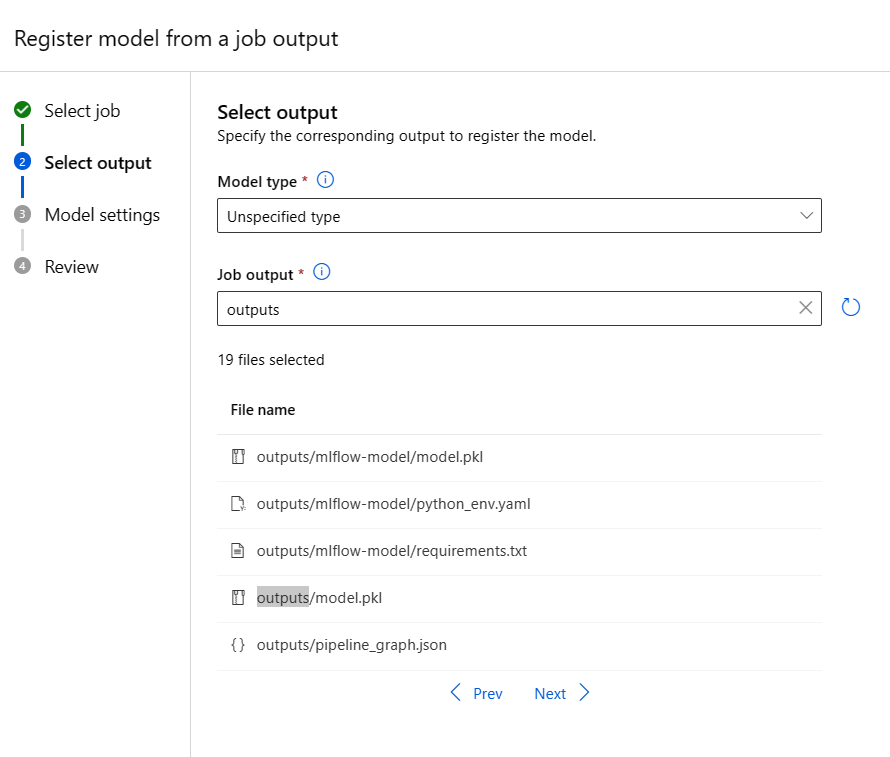 Register model from a job output
Select job
2 Select output
3 Model settings
4 Review
Select output
Specify the corresponding output to register the model.
Model type *
Unspecified type
Job output *
outputs
19 files selected
File name
outputs/mlflow-model/model.pkl
outputs/mlflow-model/python_env.yaml
outputs/mlflow-model/requirements.txt
outputs/model.pkl
{} outputs/pipeline_graph.json
Prev Next